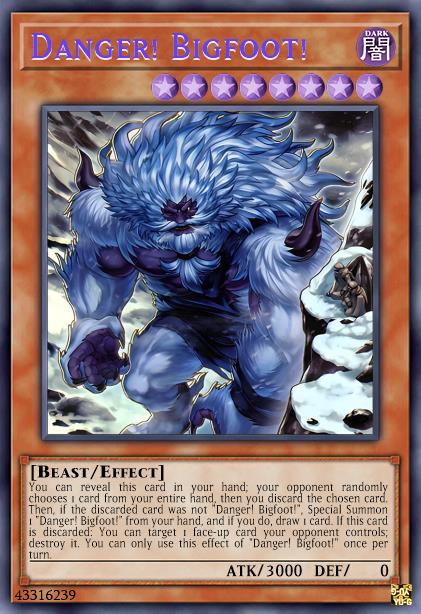 DANGER! BIGFOOT!
DARK
闇
[BEAST/EFFECT]
You can reveal this card in your hand; your opponent randomly
chooses 1 card from your entire hand, then you discard the chosen card.
Then, if the discarded card was not "Danger! Bigfoot!", Special Summon
1 "Danger! Bigfoot!" from your hand, and if you do, draw 1 card. If this card
is discarded: You can target 1 face-up card your opponent controls;
destroy it. You can only use this effect of "Danger! Bigfoot!" once per
turn.
ATK/3000 DEF/ 0
43316239